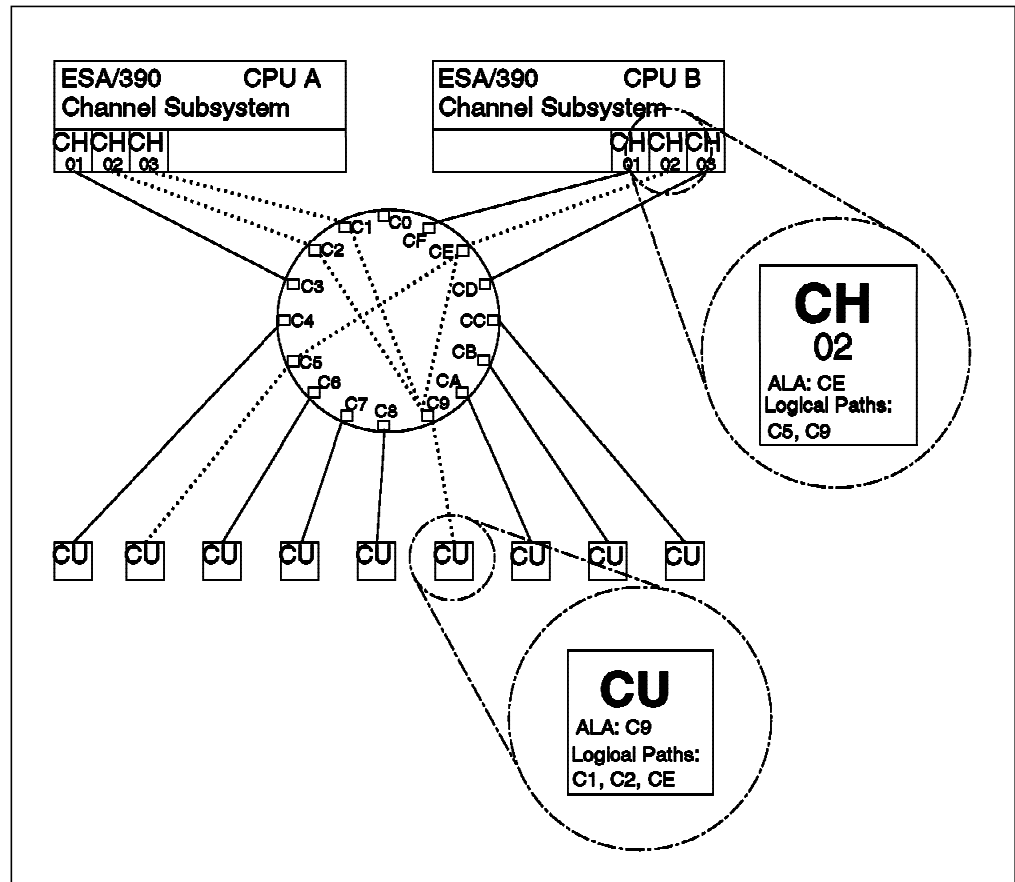 ESA/390 CPU A
Channel Subsystem
CH CH CH
01 02 03
ESA/390 CPU B
Channel Subsystem
CH CH CH
01 02 03
C0
C1
CF
C2
CE
C3
CD
C4
CC
C5
CB
C6
CA
C7
C8
C9
CH
02
ALA: CE
Logical Paths:
C5, C9
CU CU CU CU CU CU CU CU CU
CU
ALA: C9
Logical Paths:
C1, C2, CE